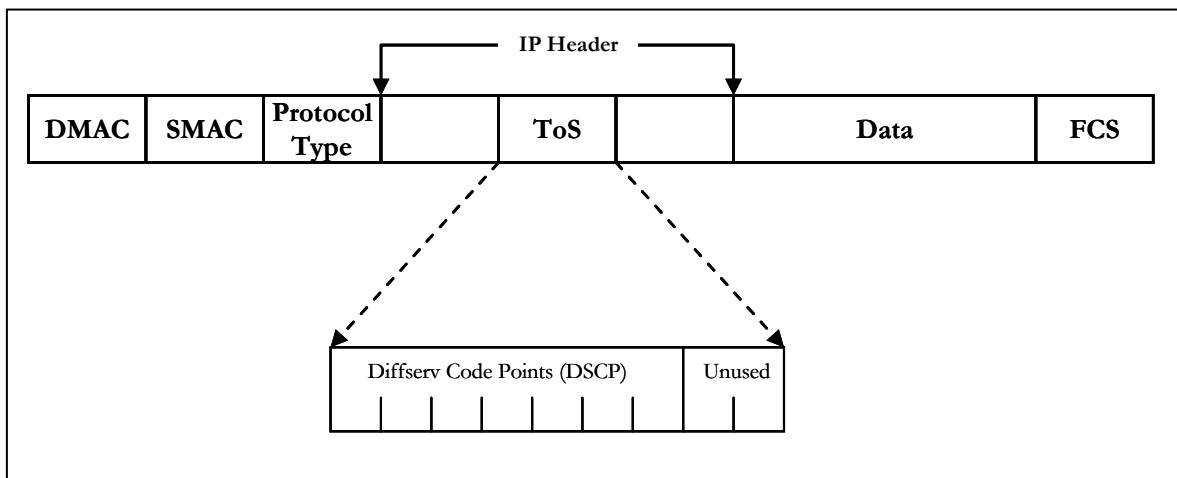 IP Header
DMAC
SMAC
Protocol
Type
ToS
Data
FCS
Diffserv Code Points (DSCP)
Unused